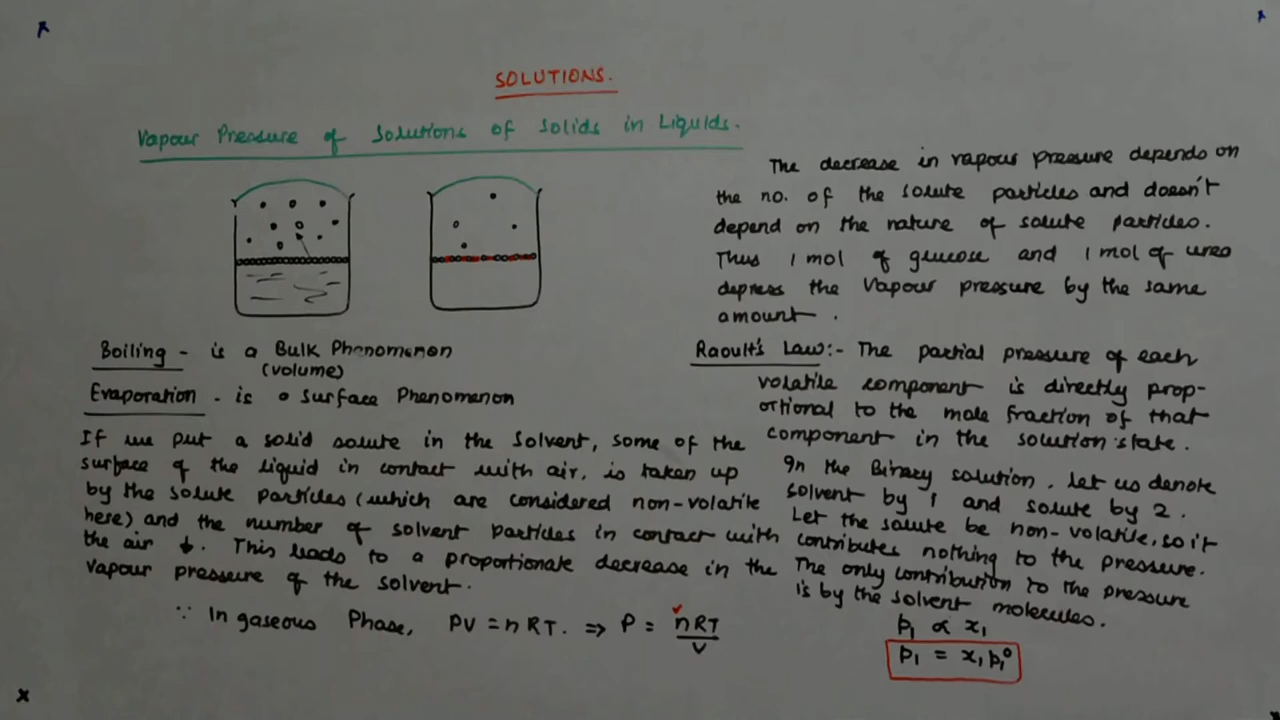 SOLUTIONS.
Vapour Pressure of Solutions of Solids in Liquids.
Boiling - is a Bulk Phenomenon
(volume)
Evaporation - is a Surface Phenomenon
If we put a solid solute in the solvent, some of the
surface of the liquid in contact with air, is taken up
by the solute particles (which are considered non-volatile
here) and the number of solvent particles in contact with
the air ↓. This leads to a proportionate decrease in the
vapour pressure of the solvent.
∵ In gaseous Phase, PV = nRT. ⇒ P = nRT/V
The decrease in vapour pressure depends on
the no. of the solute particles and doesn't
depend on the nature of solute particles.
Thus 1 mol of glucose and 1 mol of urea
depress the vapour pressure by the same
amount.
Raoult's Law:- The partial pressure of each
volatile component is directly prop-
ortional to the mole fraction of that
component in the solution state.
In the Binary solution, let us denote
solvent by 1 and solute by 2.
Let the solute be non-volatile, so it
contributes nothing to the pressure.
The only contribution to the pressure
is by the solvent molecules.
p₁ ∝ x₁
p₁ = x₁ p₁⁰